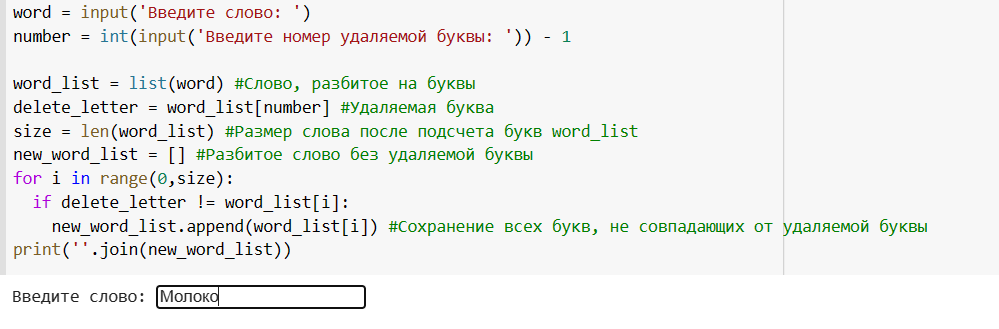 word = input('Введите слово: ')
number = int(input('Введите номер удаляемой буквы: ')) - 1
word_list = list(word) #Слово, разбитое на буквы
delete_letter = word_list[number] #Удаляемая буква
size = len(word_list) #Размер слова после подсчета букв word_list
new_word_list = [] #Разбитое слово без удаляемой буквы
for i in range(0,size):
  if delete_letter != word_list[i]:
    new_word_list.append(word_list[i]) #Сохранение всех букв, не совпадающих от удаляемой буквы
print(''.join(new_word_list))
Введите слово: Молоко